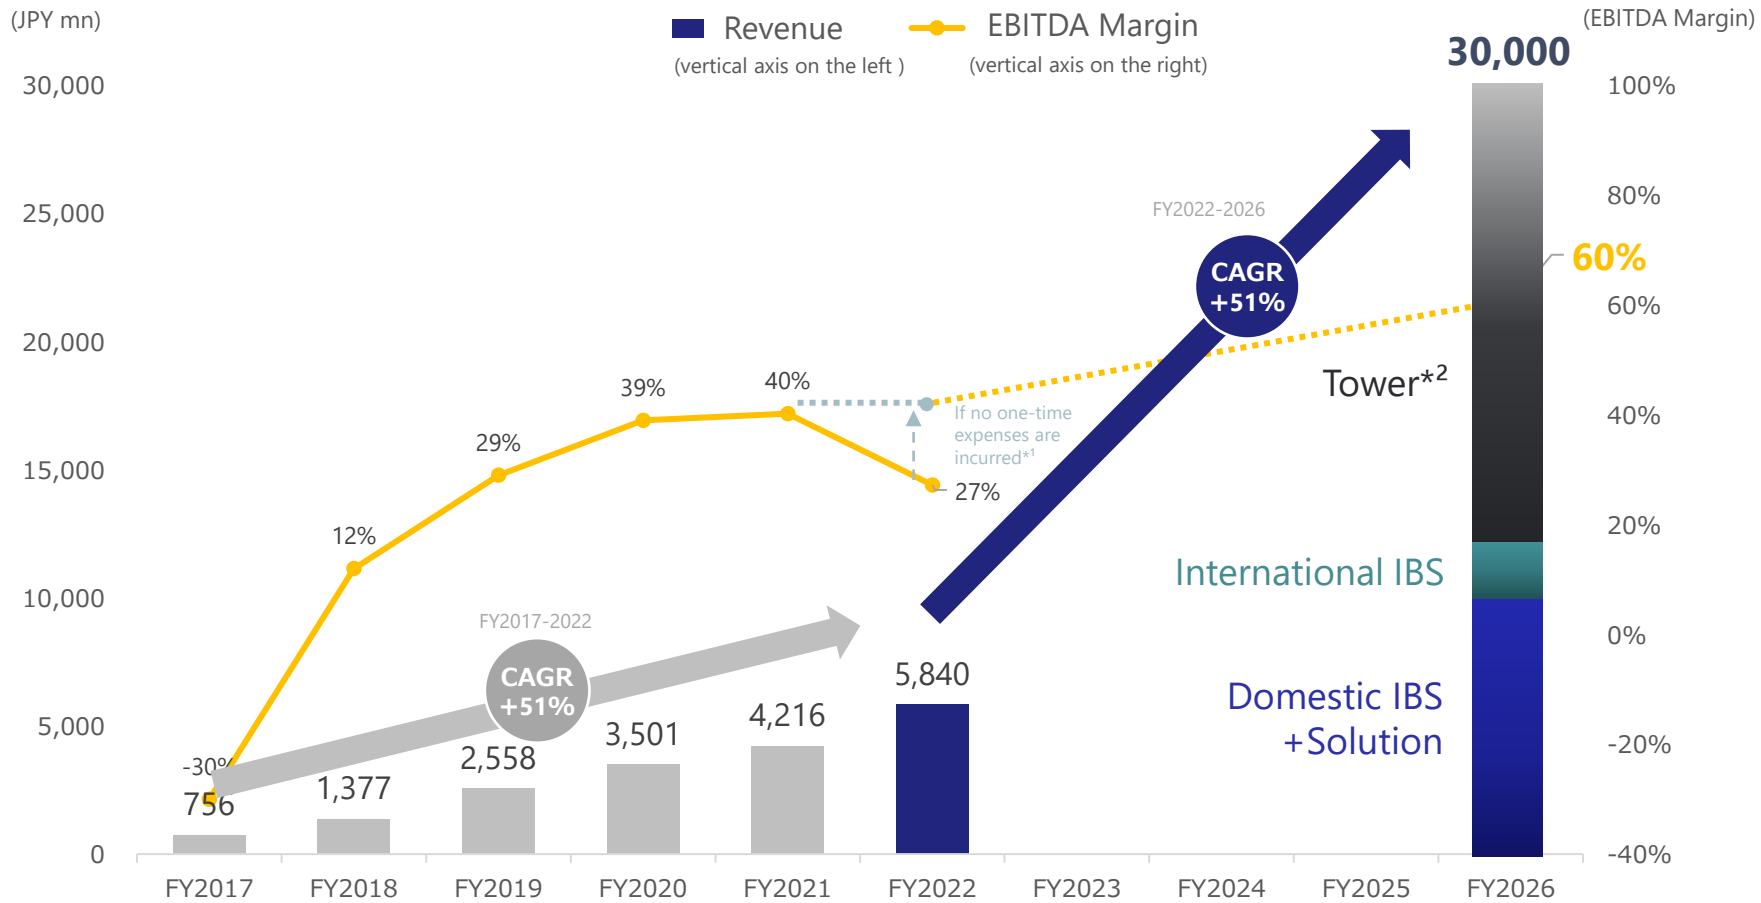 (JPY mn)
Revenue
(vertical axis on the left )
EBITDA Margin
(vertical axis on the right)
(EBITDA Margin)
30,000
30,000
25,000
20,000
15,000
10,000
5,000
0
100%
80%
60%
60%
40%
20%
0%
-20%
-40%
FY2022-2026
CAGR
+51%
Tower*²
International IBS
Domestic IBS
+Solution
-30%
12%
29%
39%
40%
27%
If no one-time
expenses are
incurred*¹
FY2017-2022
CAGR
+51%
756
1,377
2,558
3,501
4,216
5,840
FY2017
FY2018
FY2019
FY2020
FY2021
FY2022
FY2023
FY2024
FY2025
FY2026